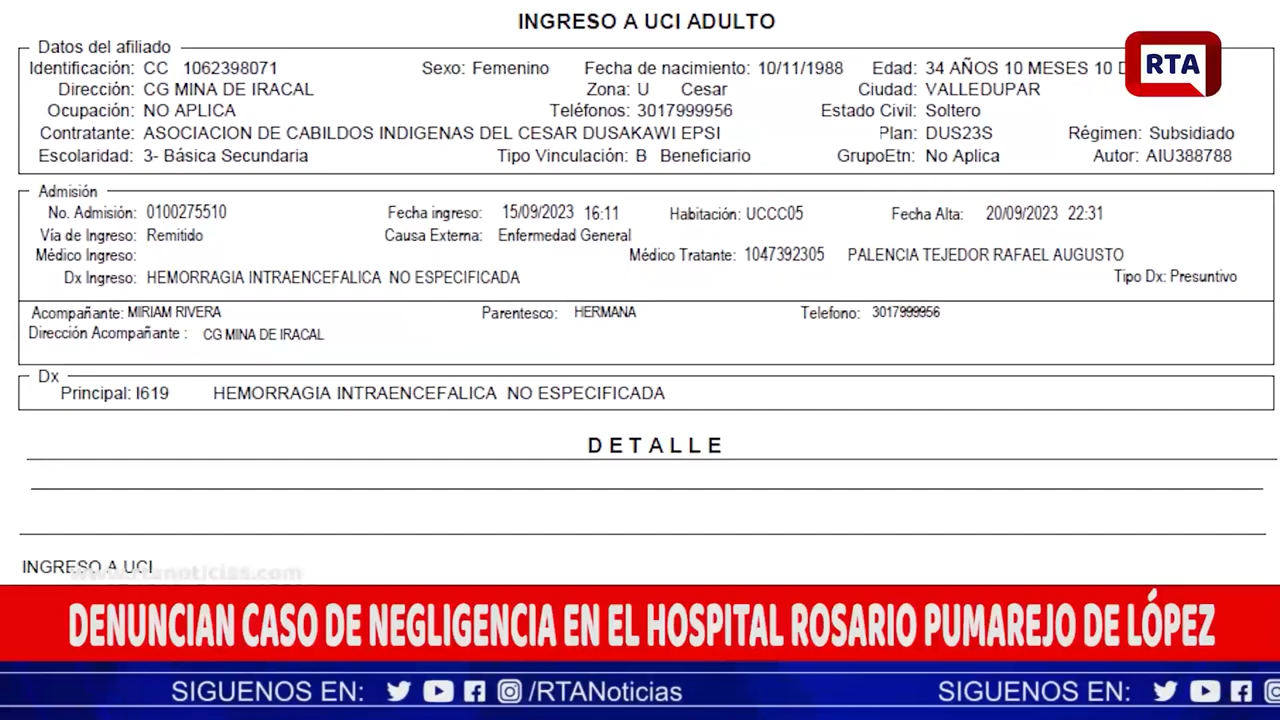 INGRESO A UCI ADULTO
RTA
Datos del afiliado
Identificación: CC 1062398071 Sexo: Femenino Fecha de nacimiento: 10/11/1988 Edad: 34 AÑOS 10 MESES 10 D
Dirección: CG MINA DE IRACAL Zona: U Cesar Ciudad: VALLEDUPAR
Ocupación: NO APLICA Teléfonos: 3017999956 Estado Civil: Soltero
Contratante: ASOCIACION DE CABILDOS INDIGENAS DEL CESAR DUSAKAWI EPSI Plan: DUS23S Régimen: Subsidiado
Escolaridad: 3- Básica Secundaria Tipo Vinculación: B Beneficiario GrupoEtn: No Aplica Autor: AIU388788
Admisión
No. Admisión: 0100275510 Fecha ingreso: 15/09/2023 16:11 Habitación: UCCC05 Fecha Alta: 20/09/2023 22:31
Vía de Ingreso: Remitido Causa Externa: Enfermedad General
Médico Ingreso: Médico Tratante: 1047392305 PALENCIA TEJEDOR RAFAEL AUGUSTO
Dx Ingreso: HEMORRAGIA INTRAENCEFALICA NO ESPECIFICADA Tipo Dx: Presuntivo
Acompañante: MIRIAM RIVERA Parentesco: HERMANA Telefono: 3017999956
Dirección Acompañante : CG MINA DE IRACAL
Dx
Principal: I619 HEMORRAGIA INTRAENCEFALICA NO ESPECIFICADA
DETALLE
INGRESO A UCI
www.rtanoticias.com
DENUNCIAN CASO DE NEGLIGENCIA EN EL HOSPITAL ROSARIO PUMAREJO DE LÓPEZ
SIGUENOS EN: /RTANoticias SIGUENOS EN: